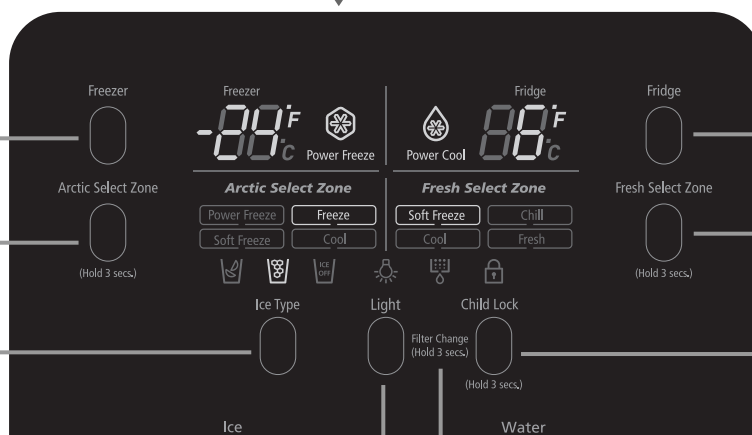 Freezer
Freezer
Fridge
Fridge
-24°F
°C
Power Freeze
Power Cool
6°F
°C
Arctic Select Zone
Arctic Select Zone
Fresh Select Zone
Fresh Select Zone
Power Freeze
Freeze
Soft Freeze
Chill
Soft Freeze
Cool
Cool
Fresh
(Hold 3 secs.)
ICE OFF
(Hold 3 secs.)
Ice Type
Light
Child Lock
Filter Change
(Hold 3 secs.)
(Hold 3 secs.)
Ice
Water